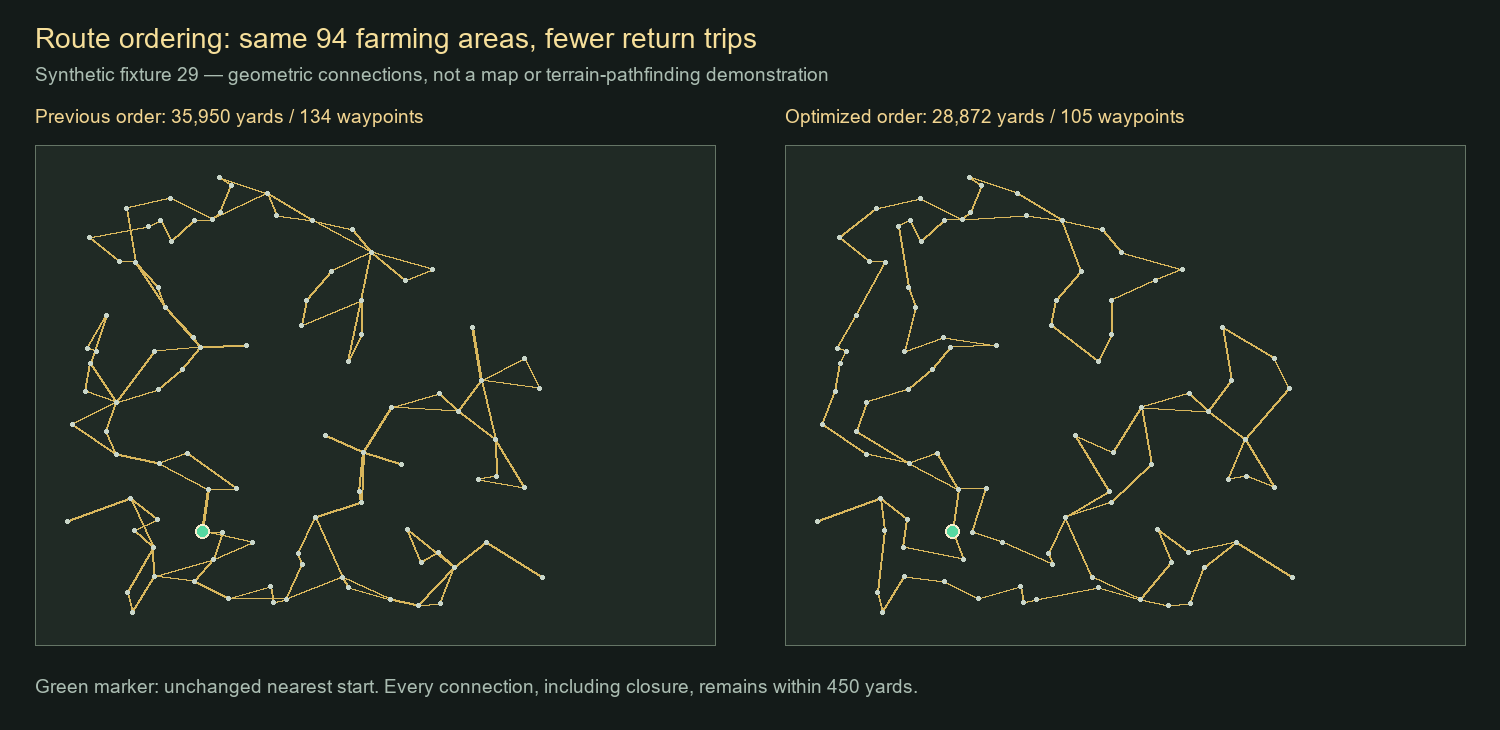 Route ordering: same 94 farming areas, fewer return trips
Synthetic fixture 29 — geometric connections, not a map or terrain-pathfinding demonstration
Previous order: 35,950 yards / 134 waypoints
Optimized order: 28,872 yards / 105 waypoints
Green marker: unchanged nearest start. Every connection, including closure, remains within 450 yards.